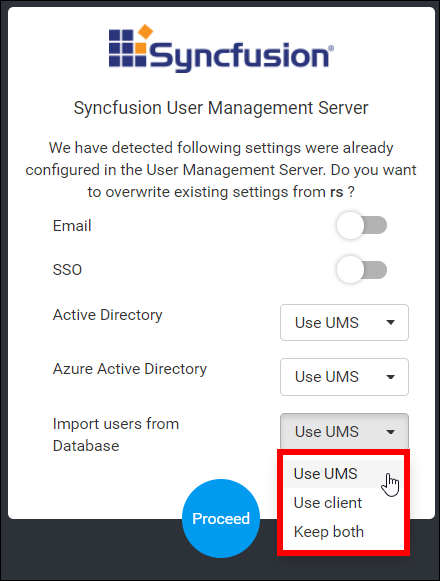 Syncfusion®
Syncfusion User Management Server
We have detected following settings were already
configured in the User Management Server. Do you want
to overwrite existing settings from rs ?
Email
SSO
Active Directory
Use UMS
Azure Active Directory
Use UMS
Import users from
Database
Use UMS
Use UMS
Use client
Keep both
Proceed